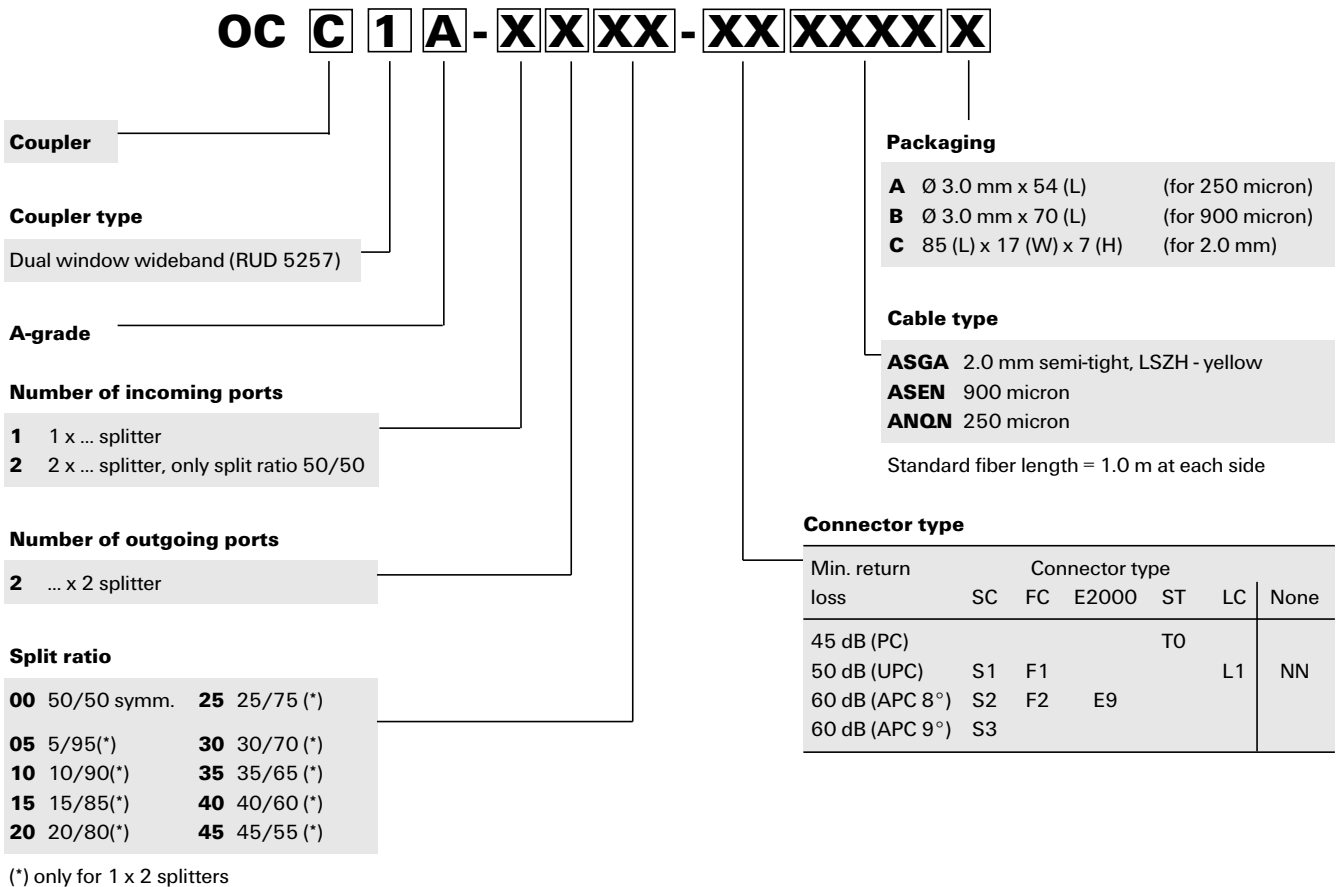 OC C 1 A - X X XX - XX XXXX X
Coupler
Coupler type
Dual window wideband (RUD 5257)
A-grade
Number of incoming ports
1 1 x ... splitter
2 2 x ... splitter, only split ratio 50/50
Number of outgoing ports
2 ... x 2 splitter
Split ratio
00 50/50 symm. 25 25/75 (*)
05 5/95(*) 30 30/70 (*)
10 10/90(*) 35 35/65 (*)
15 15/85(*) 40 40/60 (*)
20 20/80(*) 45 45/55 (*)
(*) only for 1 x 2 splitters
Packaging
A Ø 3.0 mm x 54 (L) (for 250 micron)
B Ø 3.0 mm x 70 (L) (for 900 micron)
C 85 (L) x 17 (W) x 7 (H) (for 2.0 mm)
Cable type
ASGA 2.0 mm semi-tight, LSZH - yellow
ASEN 900 micron
ANQN 250 micron
Standard fiber length = 1.0 m at each side
Connector type
Min. return Connector type
loss SC FC E2000 ST LC None
45 dB (PC) T0
50 dB (UPC) S1 F1 L1 NN
60 dB (APC 8°) S2 F2 E9
60 dB (APC 9°) S3